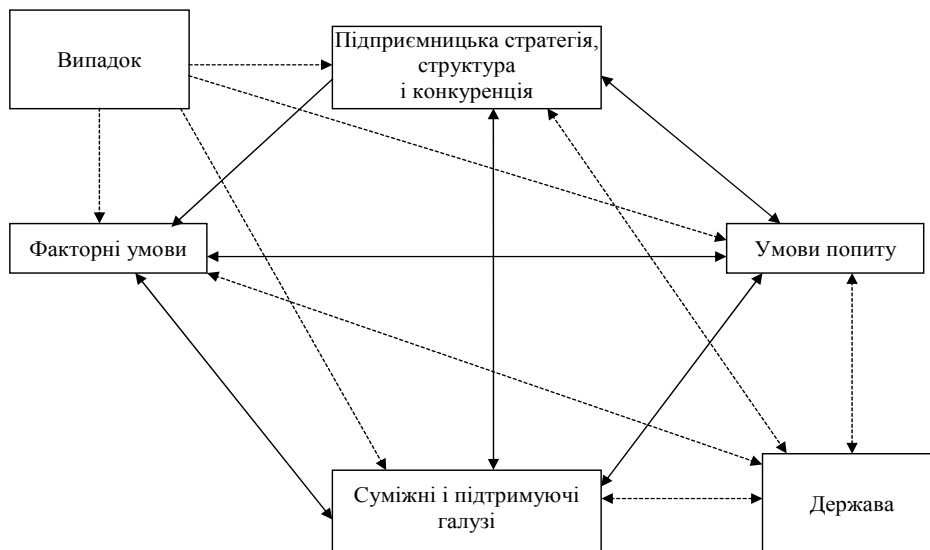 Випадок
Підприємницька стратегія,
структура
і конкуренція
Факторні умови
Умови попиту
Суміжні і підтримуючі
галузі
Держава